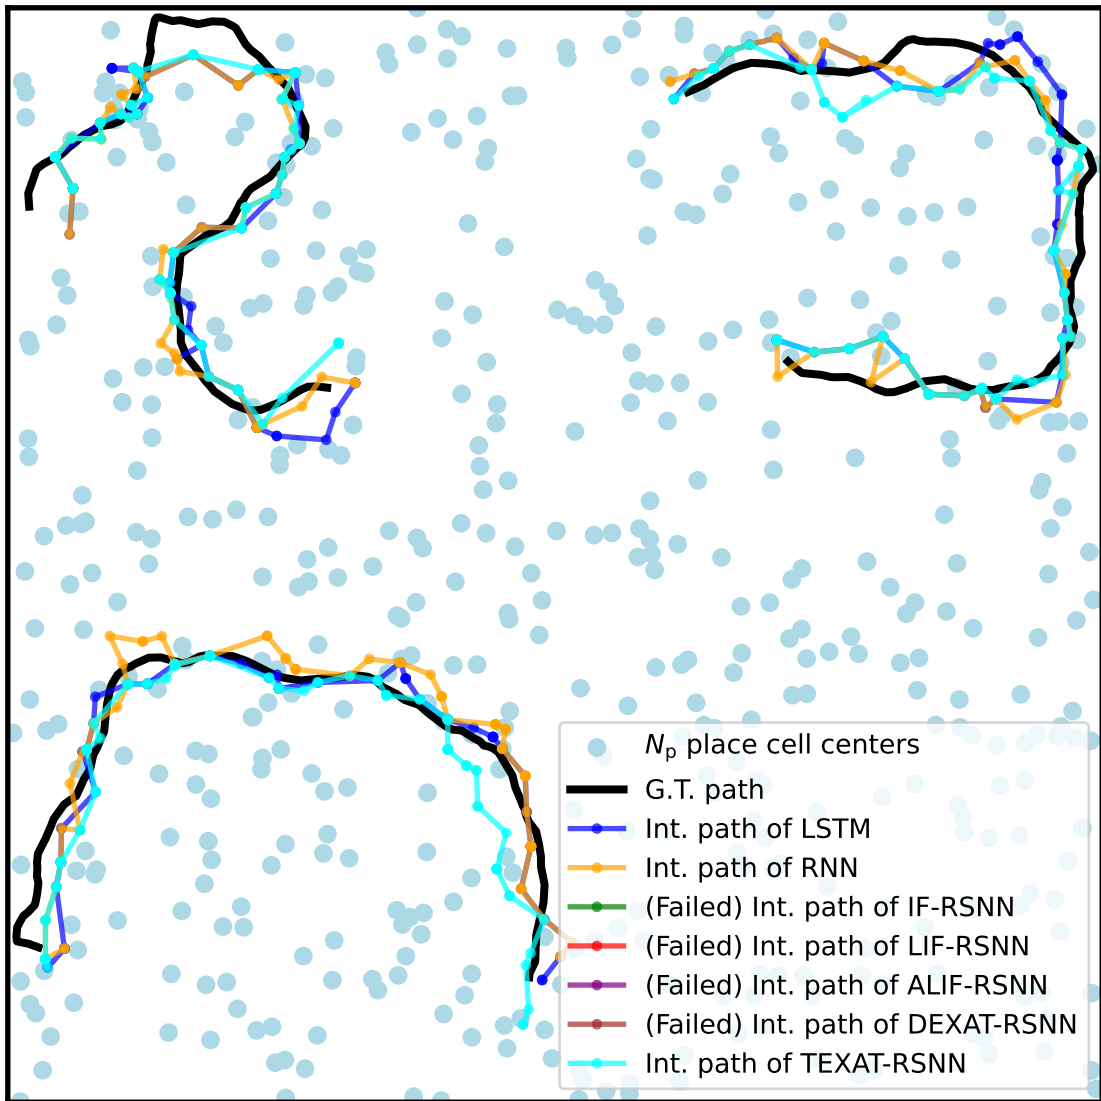 Np place cell centers
G.T. path
Int. path of LSTM
Int. path of RNN
(Failed) Int. path of IF-RSNN
(Failed) Int. path of LIF-RSNN
(Failed) Int. path of ALIF-RSNN
(Failed) Int. path of DEXAT-RSNN
Int. path of TEXAT-RSNN